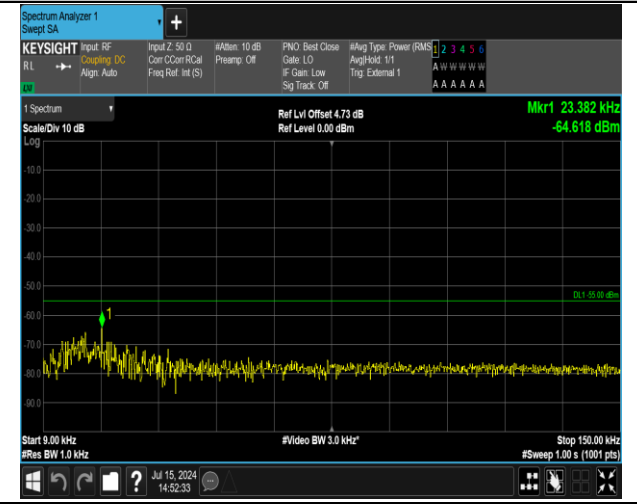 Spectrum Analyzer 1
Swept SA
+
KEYSIGHT
RL
LXI
Input: RF
Coupling: DC
Align: Auto
Input Z: 50 Ω
Corr CCorr RCal
Freq Ref: Int (S)
#Atten: 10 dB
Preamp: Off
PNO: Best Close
Gate: LO
IF Gain: Low
Sig Track: Off
#Avg Type: Power (RMS
Avg|Hold: 1/1
Trig: External 1
1 2 3 4 5 6
A W W W W W
A A A A A A
1 Spectrum
Scale/Div 10 dB
Log
Ref Lvl Offset 4.73 dB
Ref Level 0.00 dBm
Mkr1 23.382 kHz
-64.618 dBm
-10.0
-20.0
-30.0
-40.0
-50.0
DL1 -55.00 dBm
-60.0
1
-70.0
-80.0
-90.0
Start 9.00 kHz
#Video BW 3.0 kHz*
Stop 150.00 kHz
#Res BW 1.0 kHz
#Sweep 1.00 s (1001 pts)
?
Jul 15, 2024
14:52:33